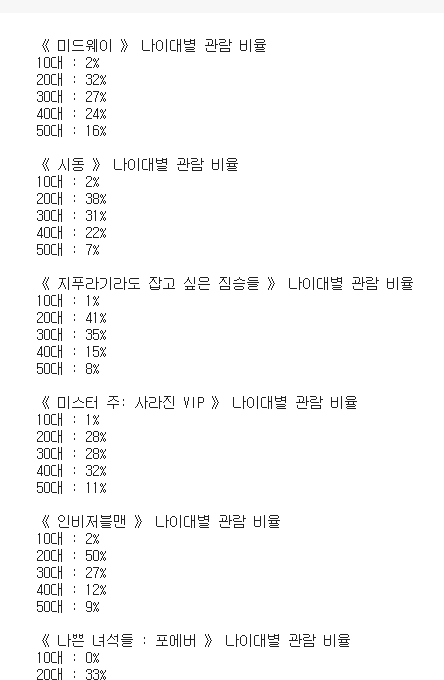 《 미드웨이 》 나이대별 관람 비율
10대 : 2%
20대 : 32%
30대 : 27%
40대 : 24%
50대 : 16%
《 시동 》 나이대별 관람 비율
10대 : 2%
20대 : 38%
30대 : 31%
40대 : 22%
50대 : 7%
《 지푸라기라도 잡고 싶은 짐승들 》 나이대별 관람 비율
10대 : 1%
20대 : 41%
30대 : 35%
40대 : 15%
50대 : 8%
《 미스터 주: 사라진 VIP 》 나이대별 관람 비율
10대 : 1%
20대 : 28%
30대 : 28%
40대 : 32%
50대 : 11%
《 인비저블맨 》 나이대별 관람 비율
10대 : 2%
20대 : 50%
30대 : 27%
40대 : 12%
50대 : 9%
《 나쁜 녀석들 : 포에버 》 나이대별 관람 비율
10대 : 0%
20대 : 33%